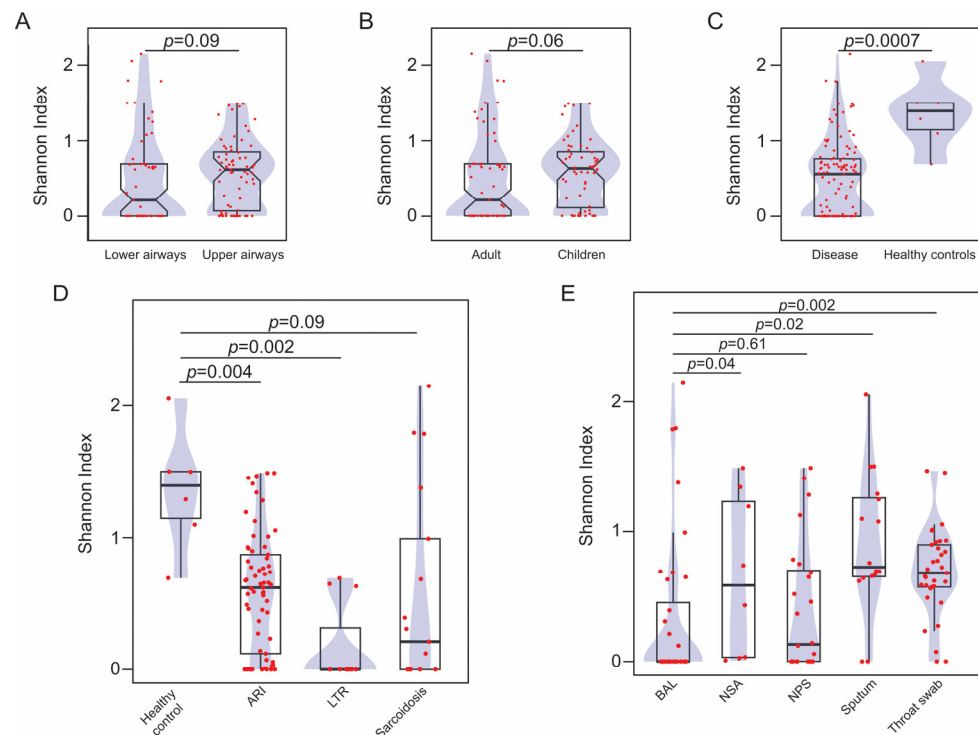 A
p=0.09
Shannon Index
2
1
0
Lower airways
Upper airways
B
p=0.06
Shannon Index
2
1
0
Adult
Children
C
p=0.0007
Shannon Index
2
1
0
Disease
Healthy controls
D
p=0.09
p=0.002
p=0.004
Shannon Index
2
1
0
Healthy
control
ARI
LTR
Sarcoidosis
E
p=0.002
p=0.02
p=0.61
p=0.04
Shannon Index
2
1
0
BAL
NSA
NPS
Sputum
Throat swab